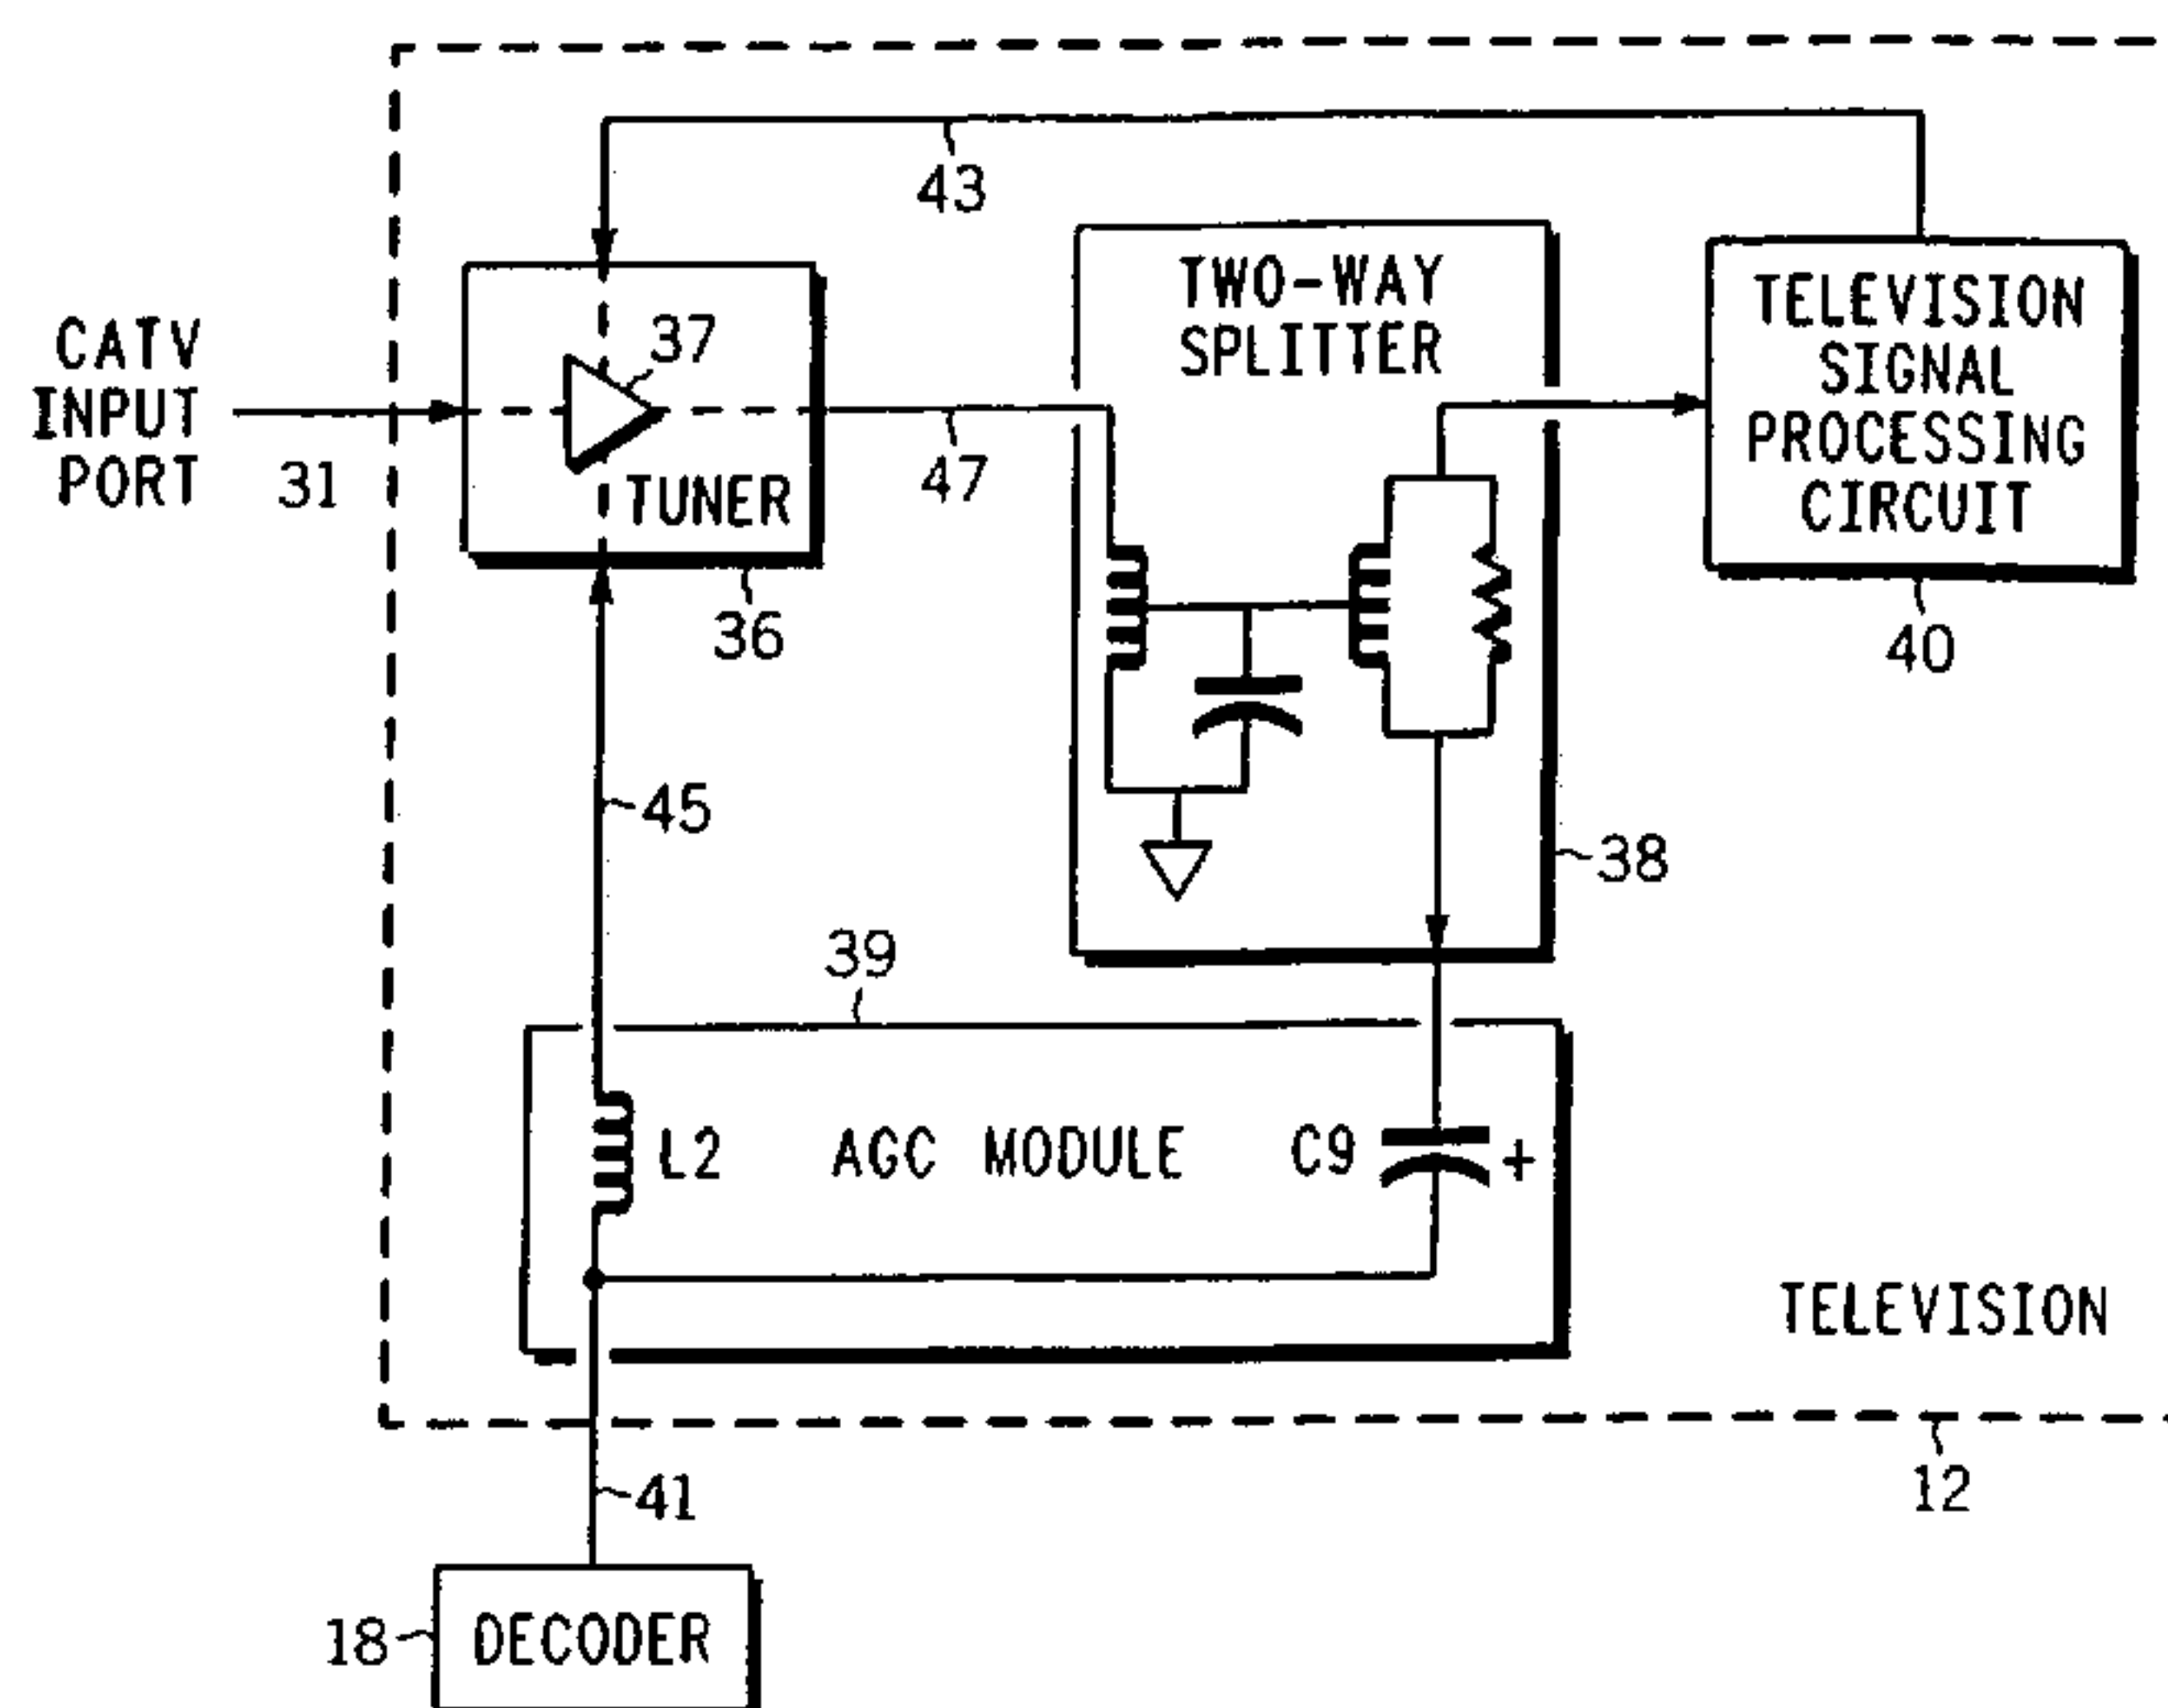 43
CATV
INPUT
PORT
31
37
TUNER
36
47
TWO-WAY
SPLITTER
TELEVISION
SIGNAL
PROCESSING
CIRCUIT
40
45
38
39
L2
AGC MODULE
C9
+
TELEVISION
12
41
18
DECODER